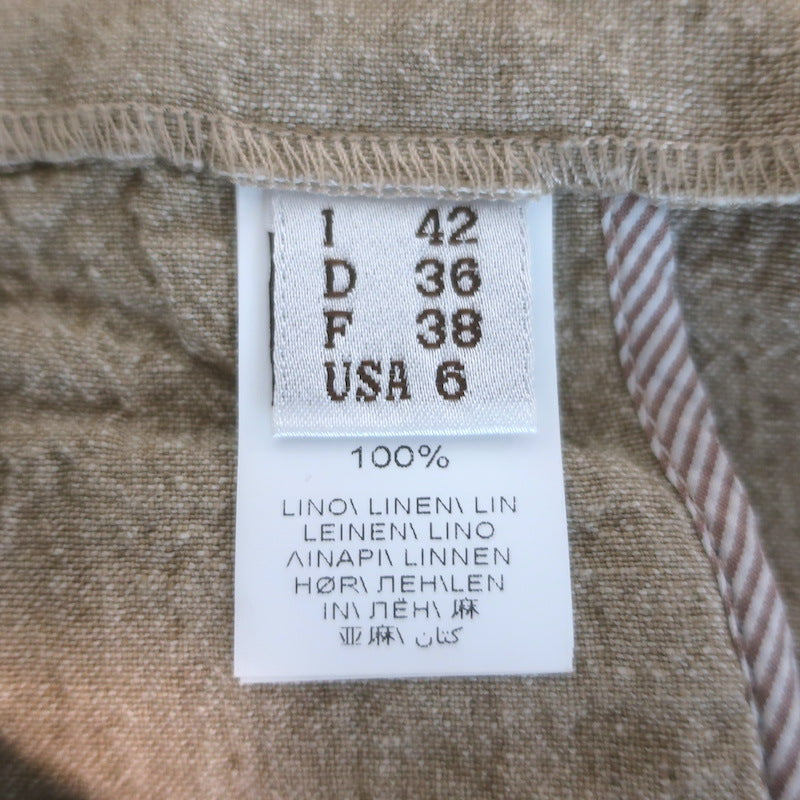 I 42
D 36
F 38
USA 6
100%
LINO\ LINEN\ LIN
LEINEN\ LINO
ΛΙΝΑΡΙ\ LINNEN
HØR\ ЛЕН\LEN
IN\ ЛЁН\ 麻
亚麻\ كتان